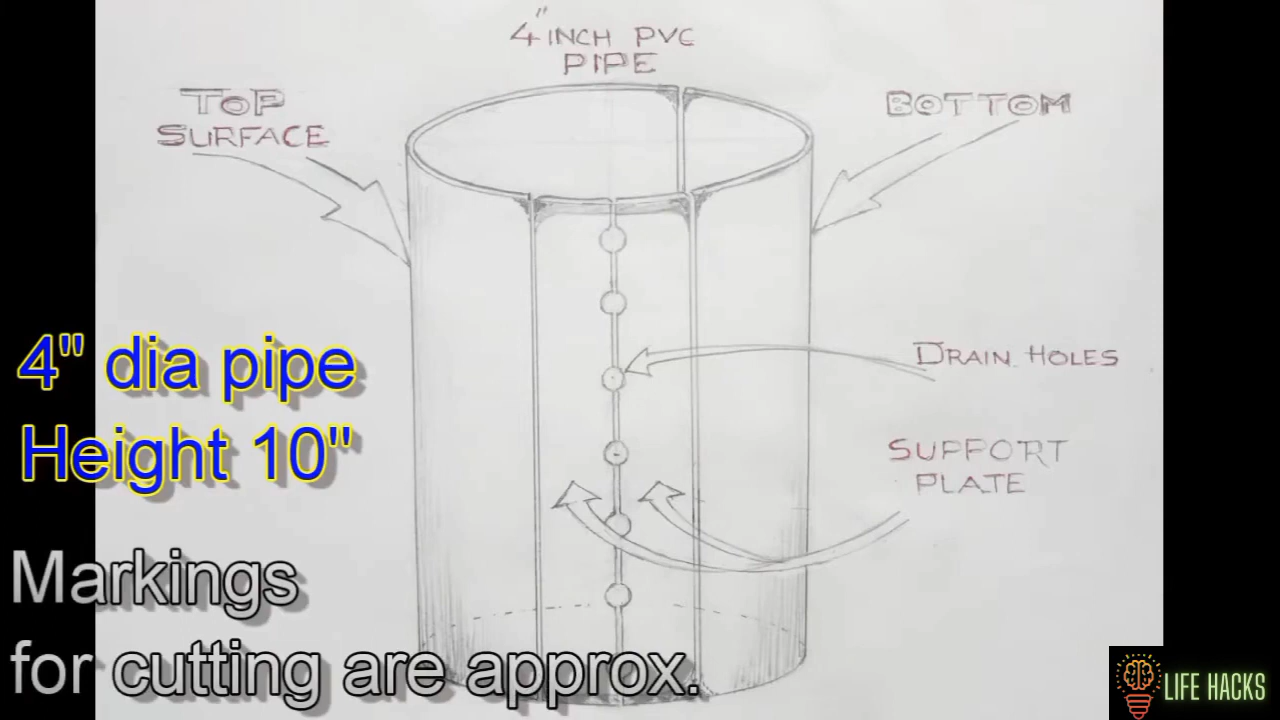 4" INCH PVC
PIPE
TOP
SURFACE
BOTTOM
DRAIN HOLES
SUPPORT
PLATE
4" dia pipe
Height 10"
Markings
for cutting are approx.
LIFE HACKS